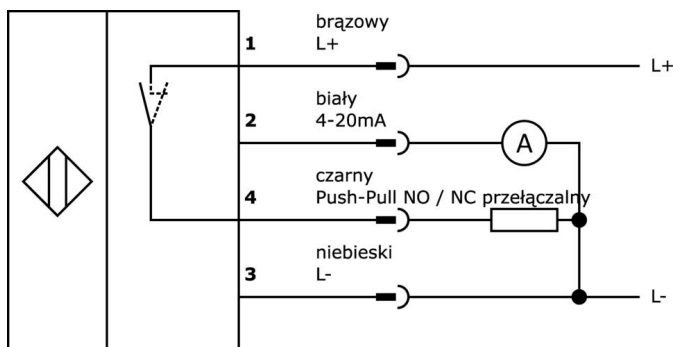 brązowy
1 L+
L+
biały
2 4-20mA
A
czarny
4 Push-Pull NO / NC przełączalny
niebieski
3 L-
L-